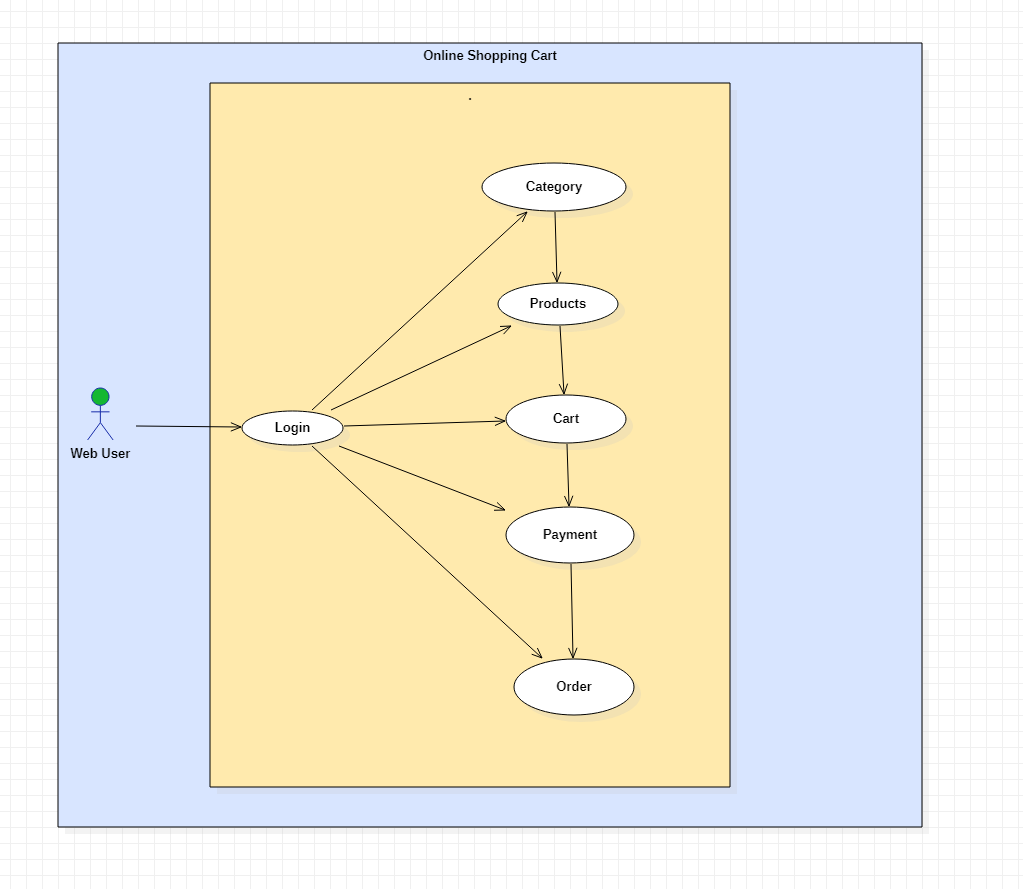 Online Shopping Cart
.
Category
Products
Cart
Login
Web User
Payment
Order